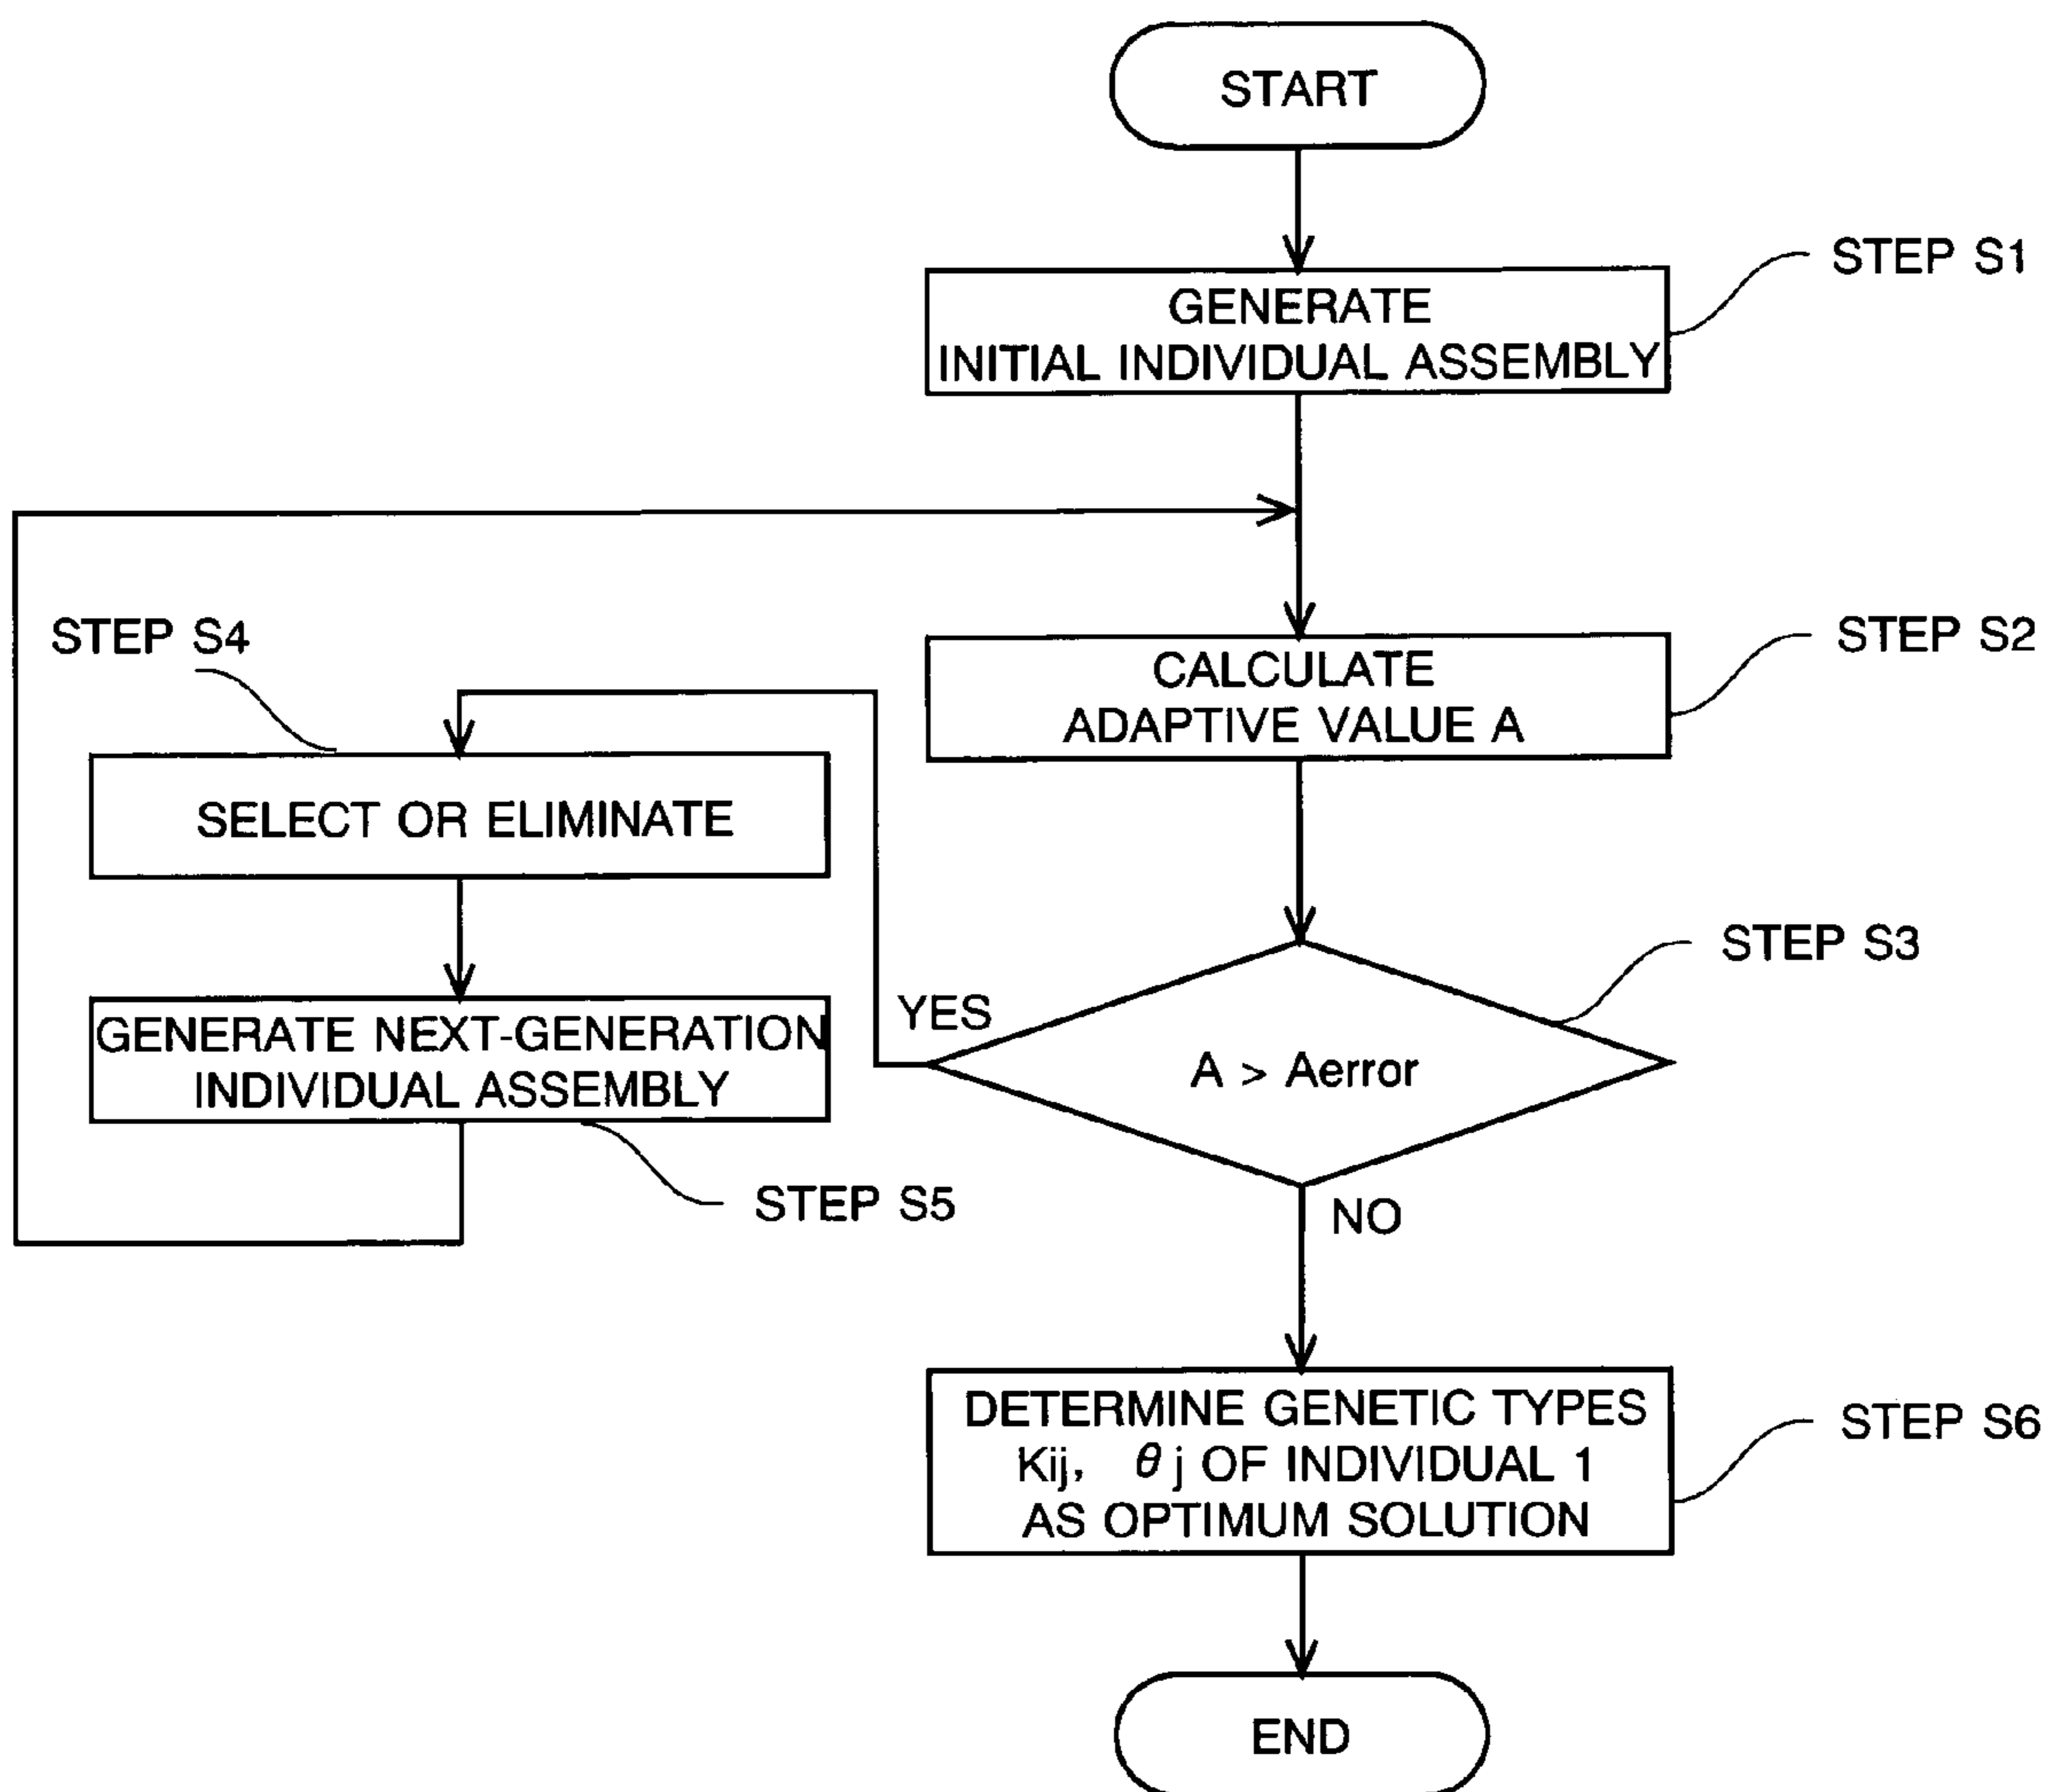 START
STEP S1
GENERATE
INITIAL INDIVIDUAL ASSEMBLY
STEP S2
CALCULATE
ADAPTIVE VALUE A
STEP S4
SELECT OR ELIMINATE
STEP S3
A > Aerror
YES
NO
GENERATE NEXT-GENERATION
INDIVIDUAL ASSEMBLY
STEP S5
STEP S6
DETERMINE GENETIC TYPES
Kij, θj OF INDIVIDUAL 1
AS OPTIMUM SOLUTION
END